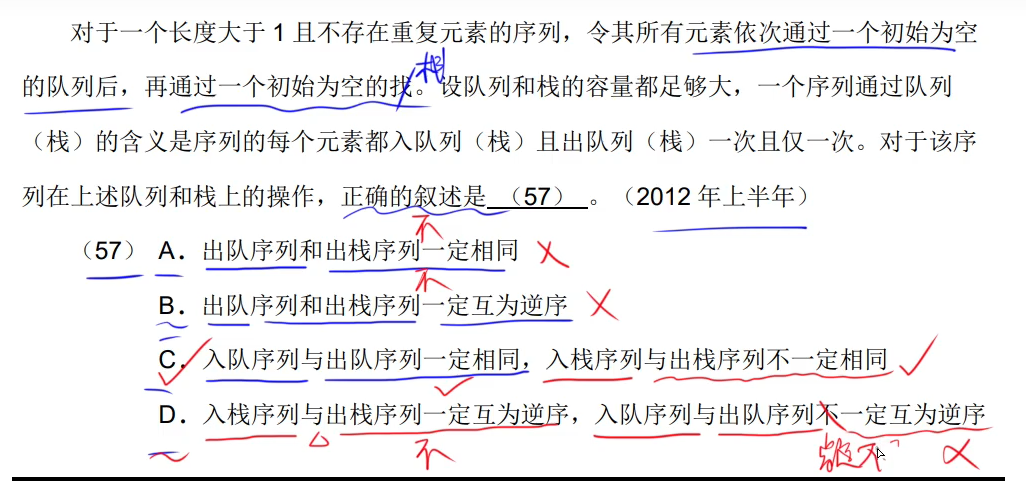 对于一个长度大于 1 且不存在重复元素的序列，令其所有元素依次通过一个初始为空
的队列后，再通过一个初始为空的找。设队列和栈的容量都足够大，一个序列通过队列
栈
（栈）的含义是序列的每个元素都入队列（栈）且出队列（栈）一次且仅一次。对于该序
列在上述队列和栈上的操作，正确的叙述是 （57） 。（2012 年上半年）
不
（57） A．出队序列和出栈序列一定相同
不
B．出队序列和出栈序列一定互为逆序
C．入队序列与出队序列一定相同，入栈序列与出栈序列不一定相同
D．入栈序列与出栈序列一定互为逆序，入队序列与出队序列不一定互为逆序
不
不